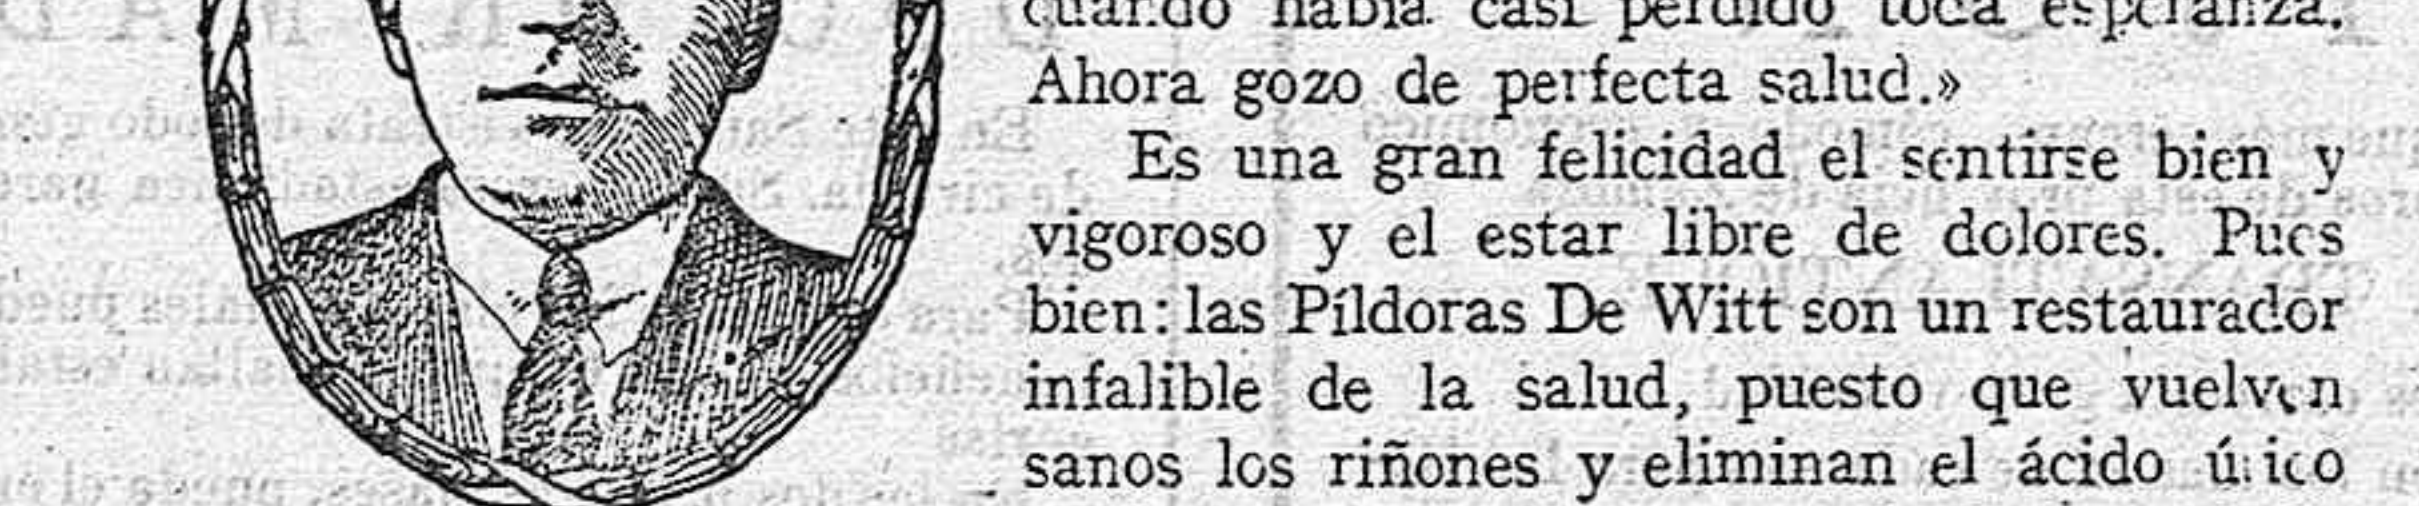 cuando había casi perdido toda esperanza.
Ahora gozo de perfecta salud.»
Es una gran felicidad el sentirse bien y
vigoroso y el estar libre de dolores. Pues
bien: las Píldoras De Witt son un restaurador
infalible de la salud, puesto que vuelven
sanos los riñones y eliminan el ácido úrico